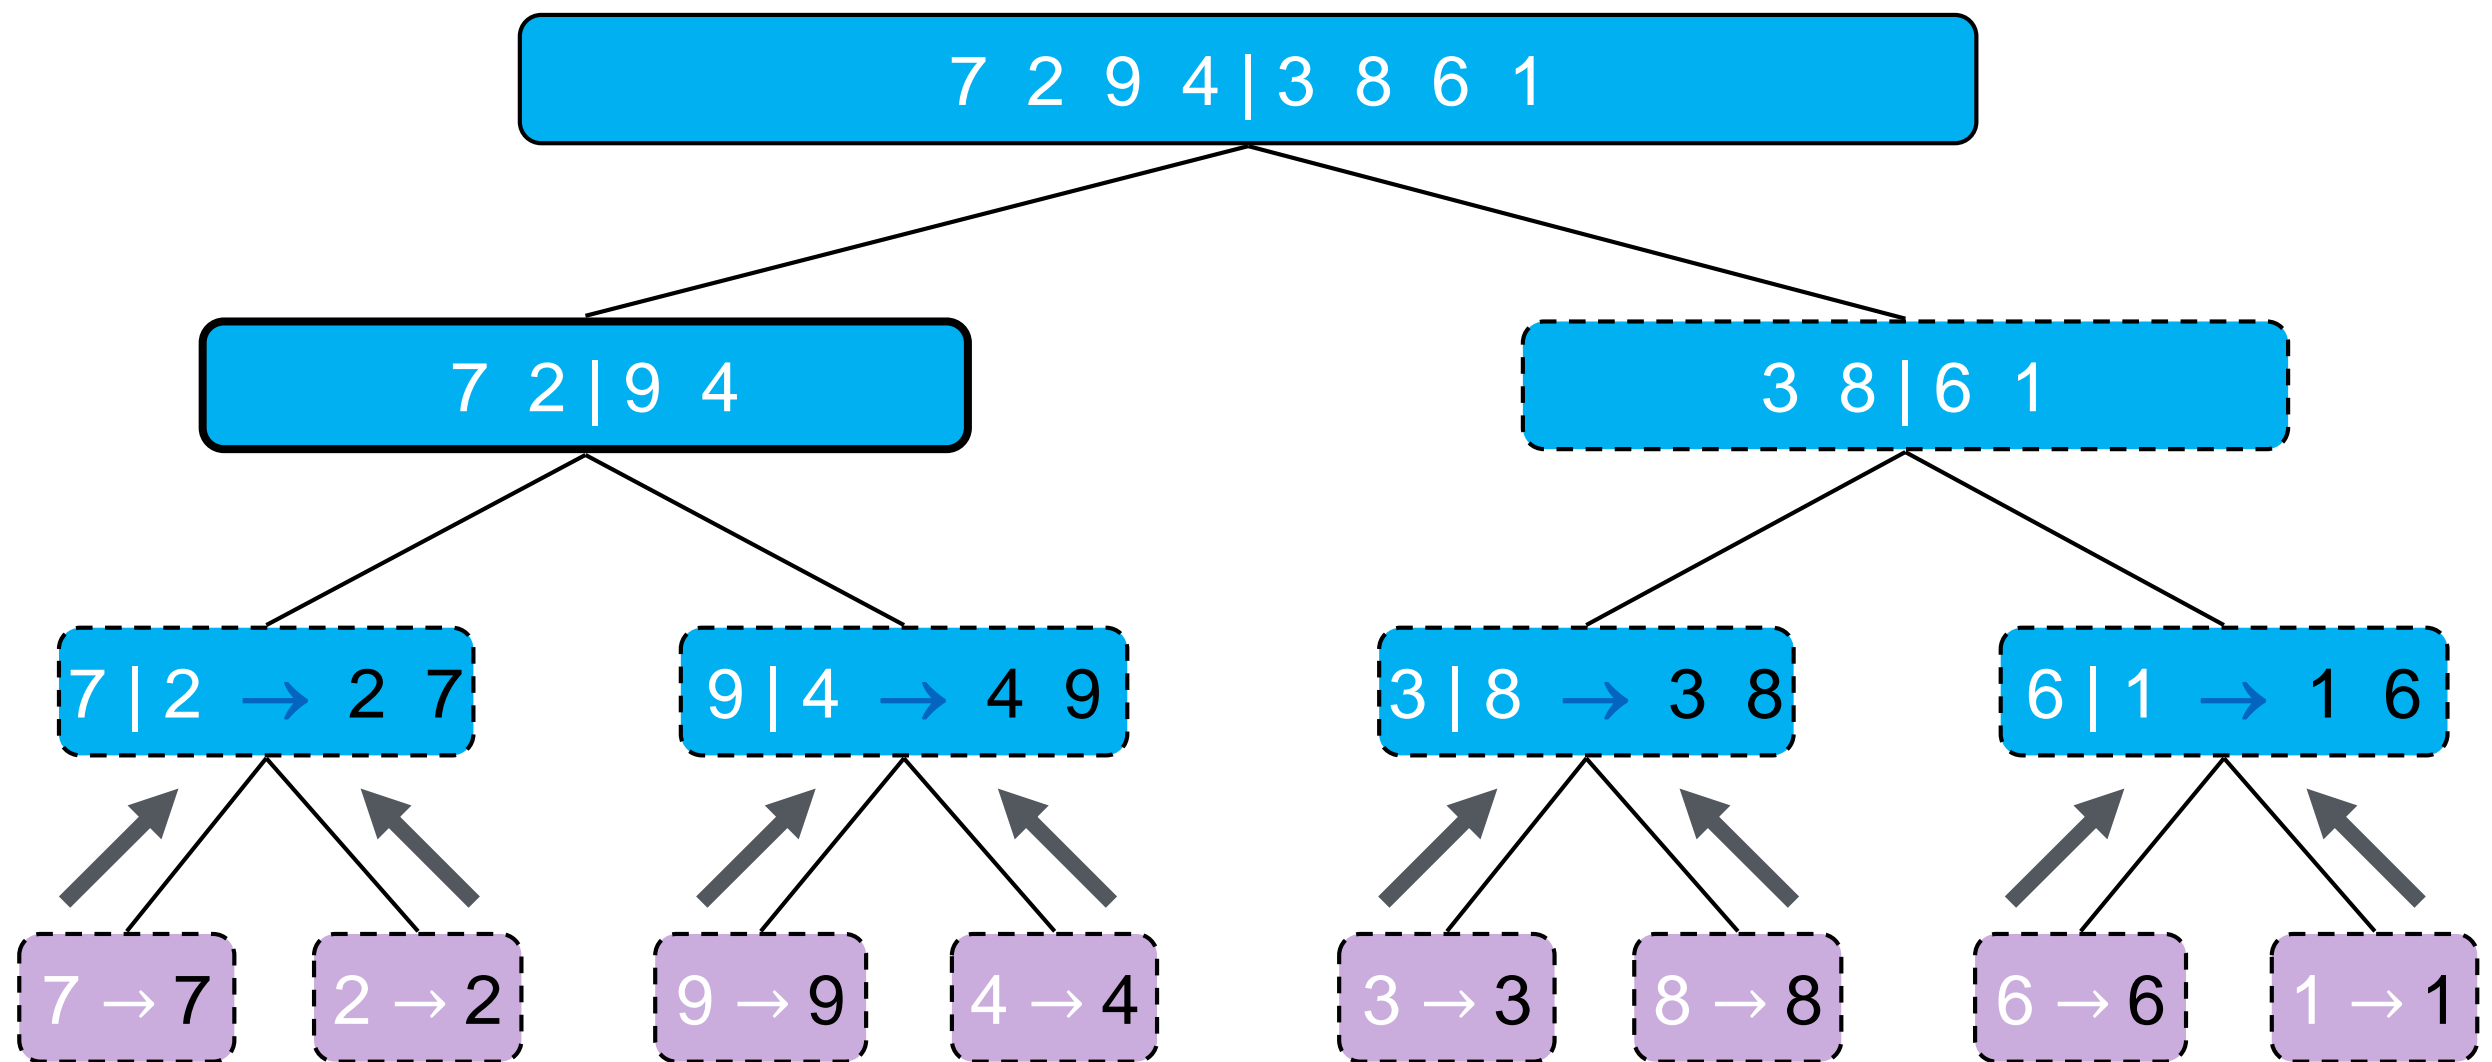 7 2 9 4 | 3 8 6 1
7 2 | 9 4
3 8 | 6 1
7 | 2 → 2 7
9 | 4 → 4 9
3 | 8 → 3 8
6 | 1 → 1 6
7 → 7
2 → 2
9 → 9
4 → 4
3 → 3
8 → 8
6 → 6
1 → 1